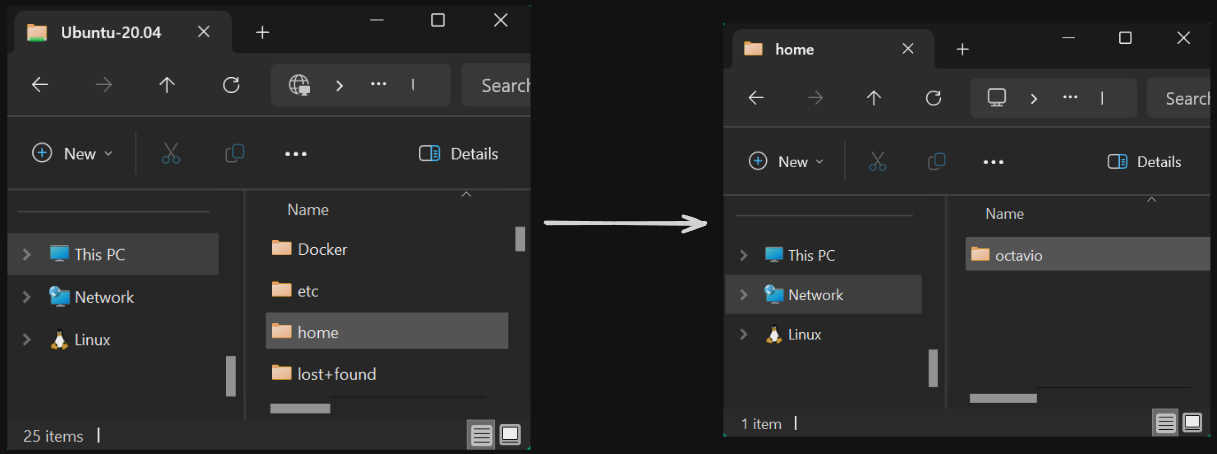 Ubuntu-20.04
Search
New
Details
Name
This PC
Docker
Network
etc
Linux
home
lost+found
25 items
home
Search
New
Details
Name
This PC
octavio
Network
Linux
1 item